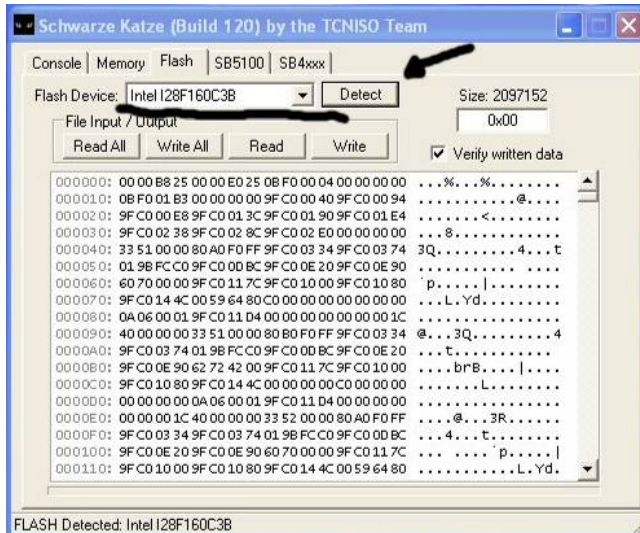 Schwarze Katze (Build 120) by the TCNISO Team
Console Memory Flash SB5100 SB4xxx
Flash Device: Intel I28F160C3B Detect Size: 2097152
File Input / Output 0x00
Read All Write All Read Write Verify written data
000000: 00 00 B8 25 00 00 E0 25 0B F0 00 04 00 00 00 00 ...%...%........
000010: 0B F0 01 B3 00 00 00 00 9F C0 00 40 9F C0 00 94 ...........@....
000020: 9F C0 00 E8 9F C0 01 3C 9F C0 01 90 9F C0 01 E4 .......<........
000030: 9F C0 02 38 9F C0 02 8C 9F C0 02 E0 00 00 00 00 ...8............
000040: 33 51 00 00 80 A0 F0 FF 9F C0 03 34 9F C0 03 74 3Q.........4...t
000050: 01 9B FC C0 9F C0 0D BC 9F C0 0E 20 9F C0 0E 90 ........... ....
000060: 60 70 00 00 9F C0 11 7C 9F C0 10 00 9F C0 10 80 `p.....|........
000070: 9F C0 14 4C 00 59 64 80 C0 00 00 00 00 00 00 00 ...L.Yd.........
000080: 0A 06 00 01 9F C0 11 D4 00 00 00 00 00 00 00 1C ................
000090: 40 00 00 00 33 51 00 00 80 B0 F0 FF 9F C0 03 34 @...3Q.........4
0000A0: 9F C0 03 74 01 9B FC C0 9F C0 0D BC 9F C0 0E 20 ...t...........
0000B0: 9F C0 0E 90 62 72 42 00 9F C0 11 7C 9F C0 10 00 ....brB....|....
0000C0: 9F C0 10 80 9F C0 14 4C 00 00 00 00 C0 00 00 00 .......L........
0000D0: 00 00 00 00 0A 06 00 01 9F C0 11 D4 00 00 00 00 ................
0000E0: 00 00 00 1C 40 00 00 00 33 52 00 00 80 A0 F0 FF ....@...3R......
0000F0: 9F C0 03 34 9F C0 03 74 01 9B FC C0 9F C0 0D BC ...4...t........
000100: 9F C0 0E 20 9F C0 0E 90 60 70 00 00 9F C0 11 7C ... ....`p.....|
000110: 9F C0 10 00 9F C0 10 80 9F C0 14 4C 00 59 64 80 ...........L.Yd.
FLASH Detected: Intel I28F160C3B